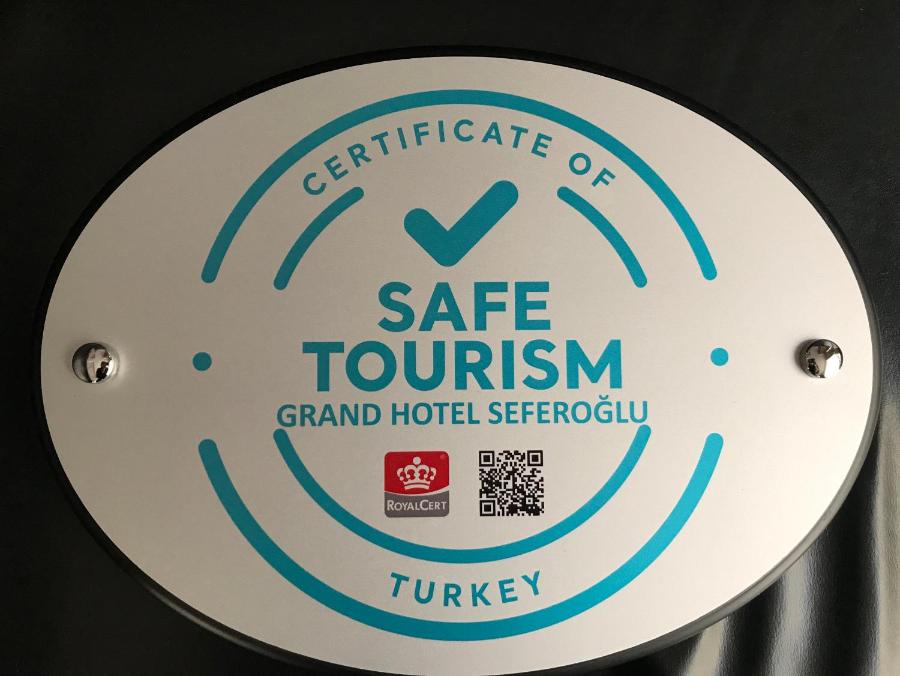 CERTIFICATE OF
SAFE
TOURISM
GRAND HOTEL SEFEROĞLU
ROYALCERT
TURKEY